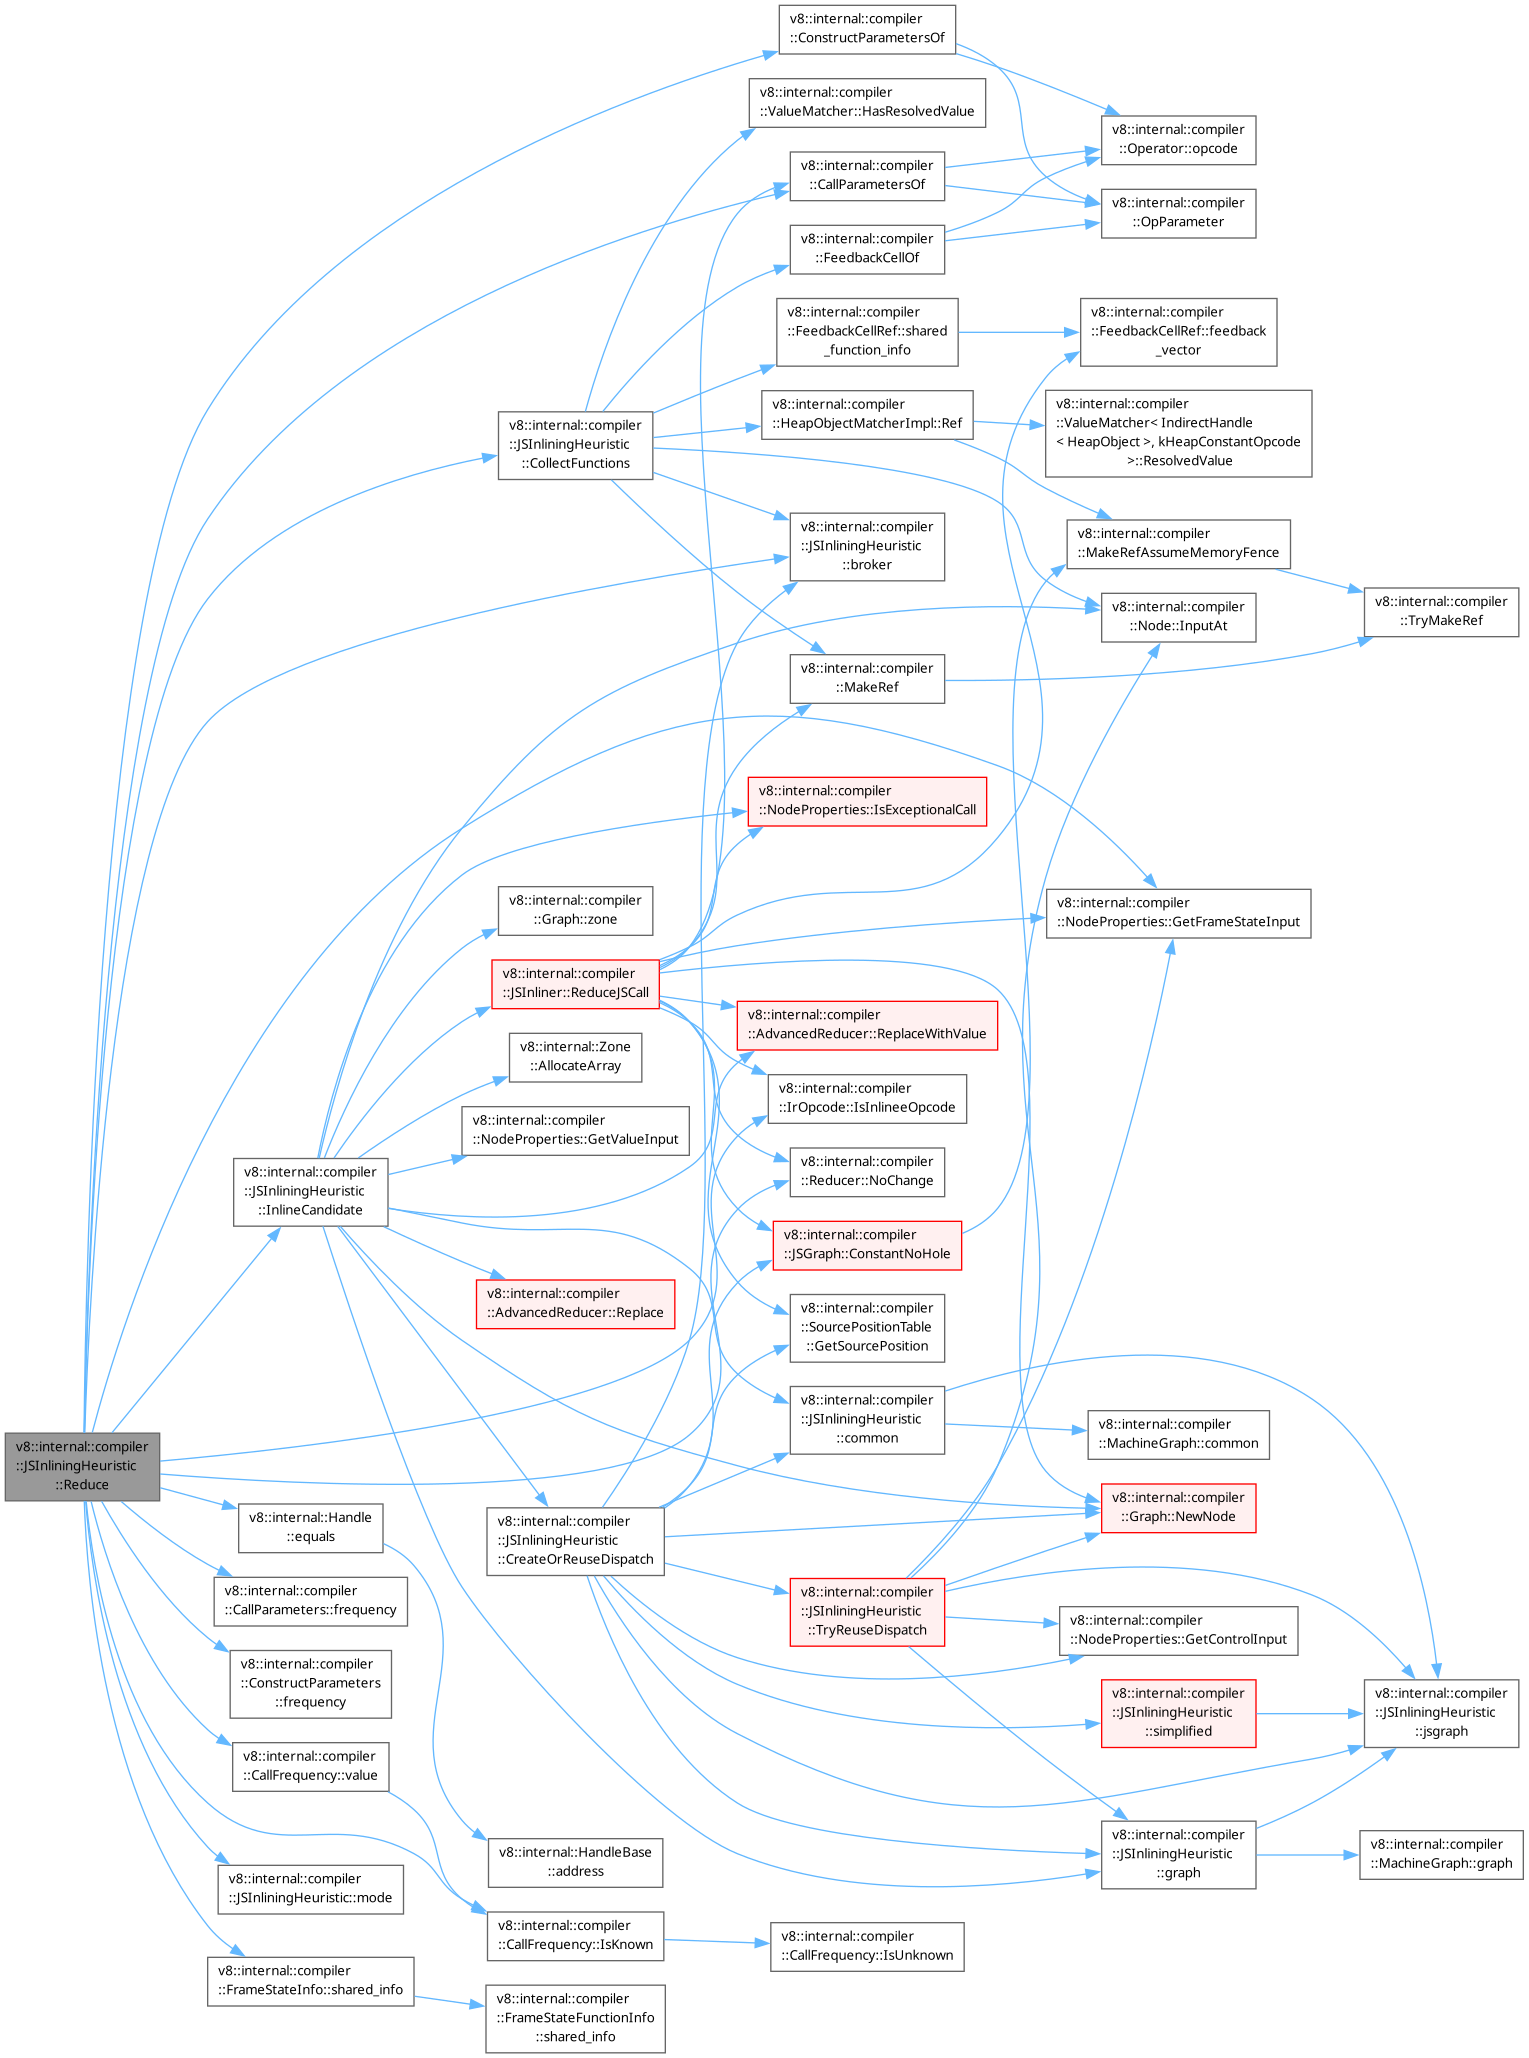 v8::internal::compiler
::ConstructParametersOf
v8::internal::compiler
::ValueMatcher::HasResolvedValue
v8::internal::compiler
::Operator::opcode
v8::internal::compiler
::CallParametersOf
v8::internal::compiler
::OpParameter
v8::internal::compiler
::FeedbackCellOf
v8::internal::compiler
::FeedbackCellRef::shared
_function_info
v8::internal::compiler
::FeedbackCellRef::feedback
_vector
v8::internal::compiler
::HeapObjectMatcherImpl::Ref
v8::internal::compiler
::ValueMatcher< IndirectHandle
< HeapObject >, kHeapConstantOpcode
>::ResolvedValue
v8::internal::compiler
::JSInliningHeuristic
::CollectFunctions
v8::internal::compiler
::JSInliningHeuristic
::broker
v8::internal::compiler
::MakeRefAssumeMemoryFence
v8::internal::compiler
::TryMakeRef
v8::internal::compiler
::Node::InputAt
v8::internal::compiler
::MakeRef
v8::internal::compiler
::NodeProperties::IsExceptionalCall
v8::internal::compiler
::Graph::zone
v8::internal::compiler
::NodeProperties::GetFrameStateInput
v8::internal::compiler
::JSInliner::ReduceJSCall
v8::internal::compiler
::AdvancedReducer::ReplaceWithValue
v8::internal::Zone
::AllocateArray
v8::internal::compiler
::IrOpcode::IsInlineeOpcode
v8::internal::compiler
::NodeProperties::GetValueInput
v8::internal::compiler
::Reducer::NoChange
v8::internal::compiler
::JSInliningHeuristic
::InlineCandidate
v8::internal::compiler
::JSGraph::ConstantNoHole
v8::internal::compiler
::AdvancedReducer::Replace
v8::internal::compiler
::SourcePositionTable
::GetSourcePosition
v8::internal::compiler
::JSInliningHeuristic
::common
v8::internal::compiler
::MachineGraph::common
v8::internal::compiler
::JSInliningHeuristic
::Reduce
v8::internal::compiler
::Graph::NewNode
v8::internal::Handle
::equals
v8::internal::compiler
::JSInliningHeuristic
::CreateOrReuseDispatch
v8::internal::compiler
::CallParameters::frequency
v8::internal::compiler
::JSInliningHeuristic
::TryReuseDispatch
v8::internal::compiler
::NodeProperties::GetControlInput
v8::internal::compiler
::ConstructParameters
::frequency
v8::internal::compiler
::JSInliningHeuristic
::simplified
v8::internal::compiler
::JSInliningHeuristic
::jsgraph
v8::internal::compiler
::CallFrequency::value
v8::internal::compiler
::JSInliningHeuristic
::graph
v8::internal::compiler
::MachineGraph::graph
v8::internal::HandleBase
::address
v8::internal::compiler
::JSInliningHeuristic::mode
v8::internal::compiler
::CallFrequency::IsKnown
v8::internal::compiler
::CallFrequency::IsUnknown
v8::internal::compiler
::FrameStateInfo::shared_info
v8::internal::compiler
::FrameStateFunctionInfo
::shared_info